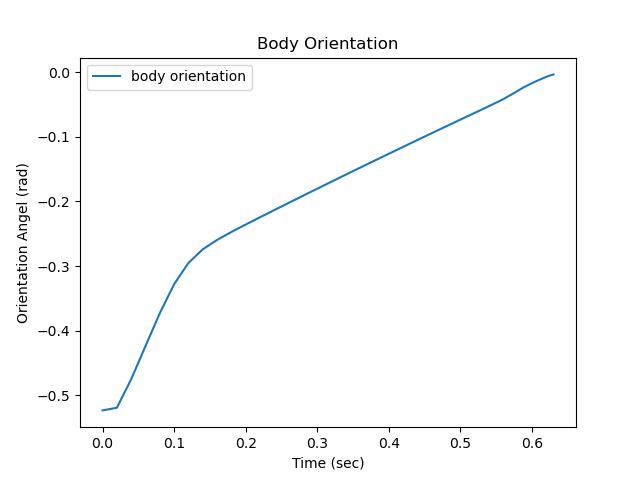 Body Orientation
body orientation
0.0
−0.1
−0.2
−0.3
−0.4
−0.5
Orientation Angel (rad)
0.0 0.1 0.2 0.3 0.4 0.5 0.6
Time (sec)